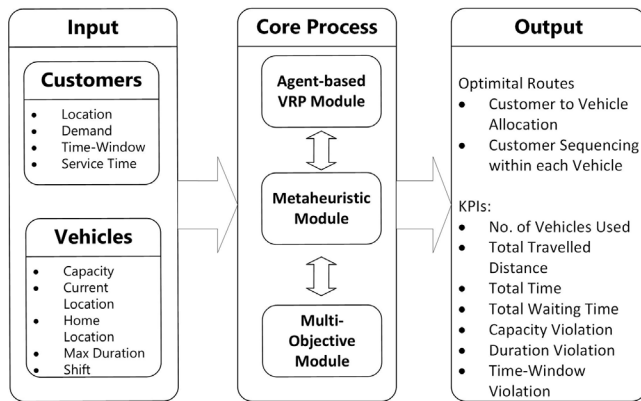 Input
Customers
• Location
• Demand
• Time-Window
• Service Time
Vehicles
• Capacity
• Current
Location
• Home
Location
• Max Duration
• Shift
Core Process
Agent-based
VRP Module
Metaheuristic
Module
Multi-
Objective
Module
Output
Optimital Routes
• Customer to Vehicle
Allocation
• Customer Sequencing
within each Vehicle
KPIs:
• No. of Vehicles Used
• Total Travelled
Distance
• Total Time
• Total Waiting Time
• Capacity Violation
• Duration Violation
• Time-Window
Violation